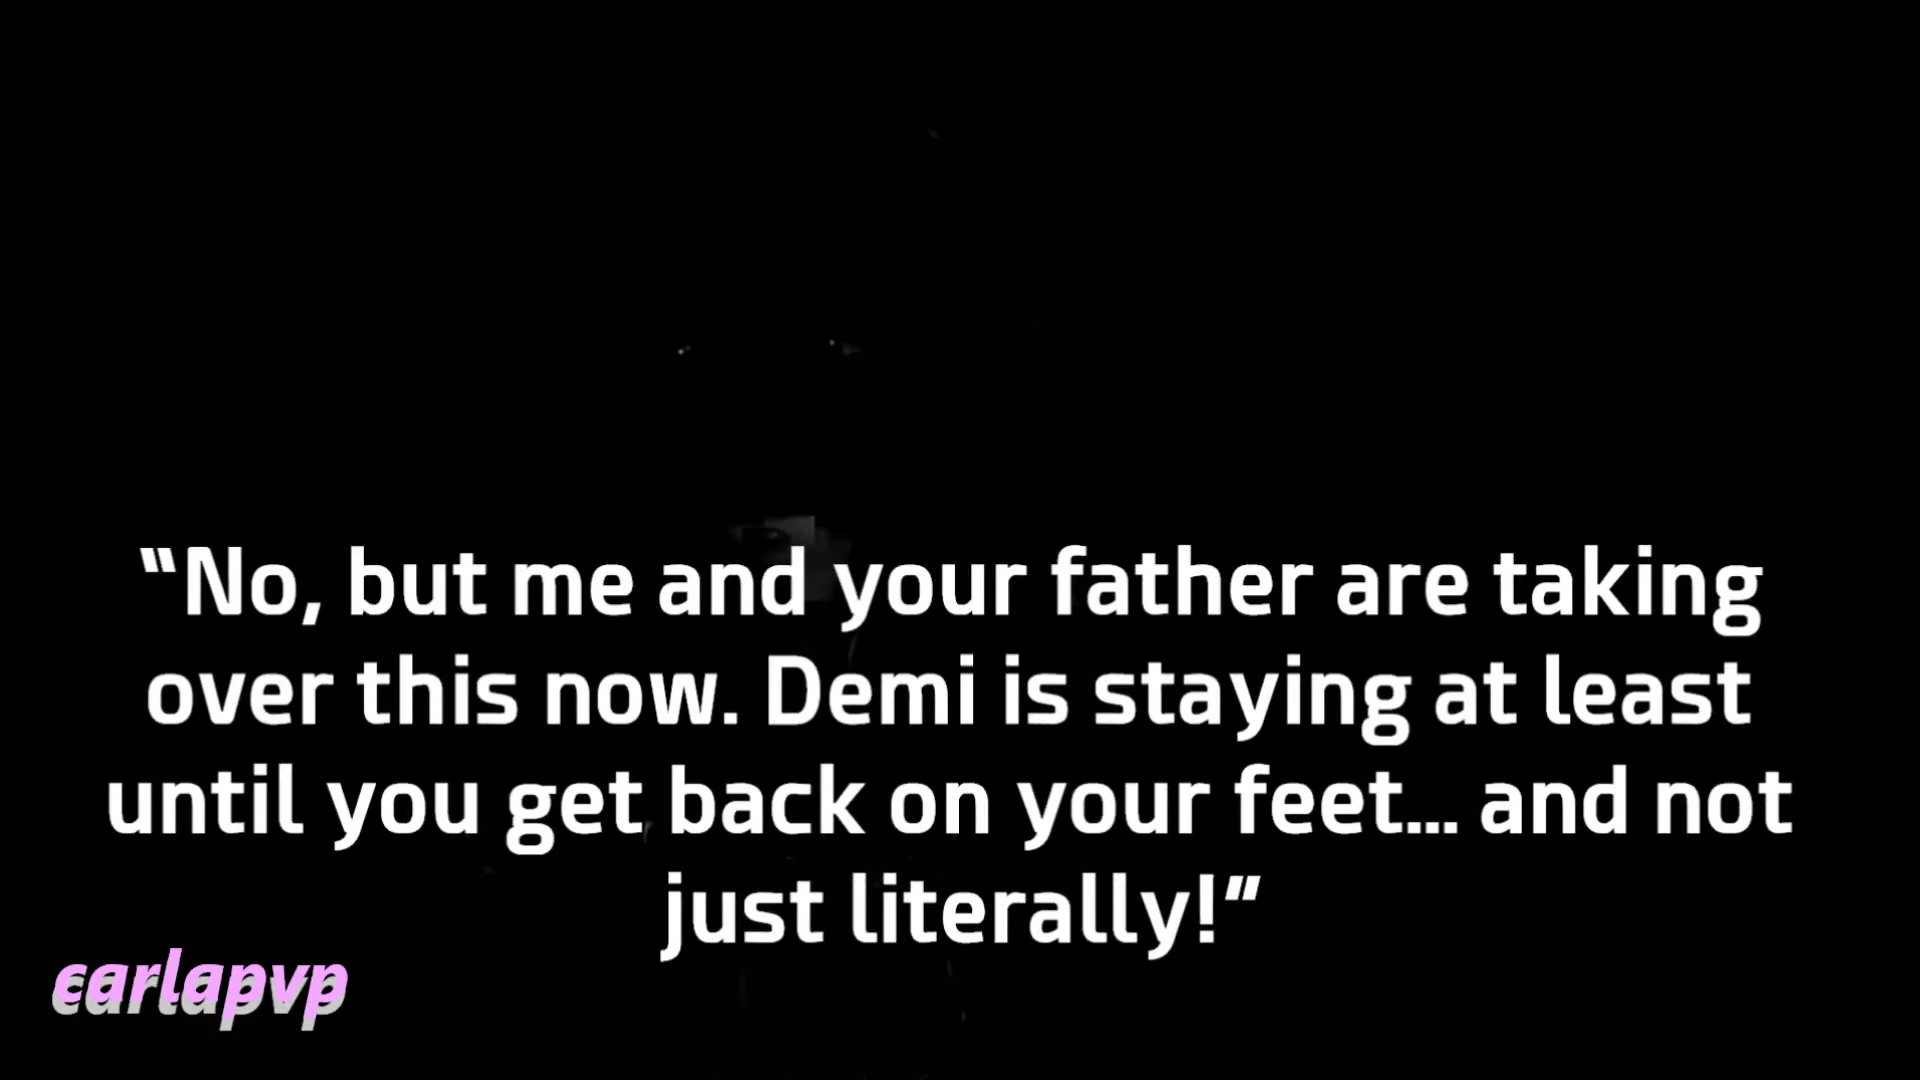 “No, but me and your father are taking
over this now. Demi is staying at least
until you get back on your feet... and not
just literally!”
carlapvp